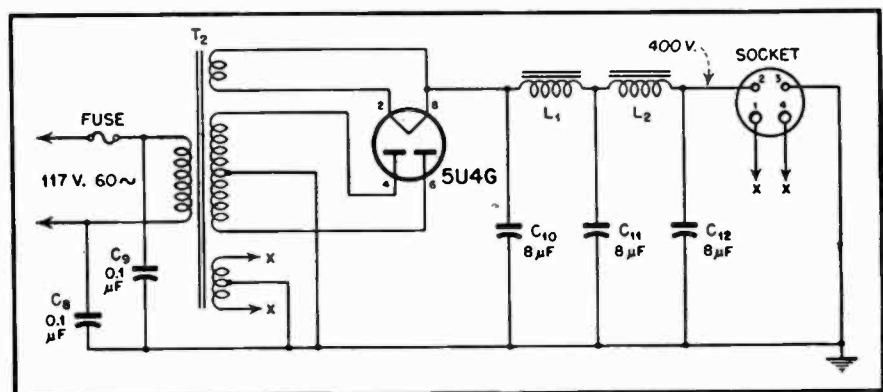 T2
FUSE
117 V. 60~
C8
0.1
μF
C9
0.1
μF
X
X
2
8
4
6
5U4G
L1
L2
C10
8 μF
C11
8 μF
C12
8 μF
400 V.
SOCKET
2
3
1
4
X
X